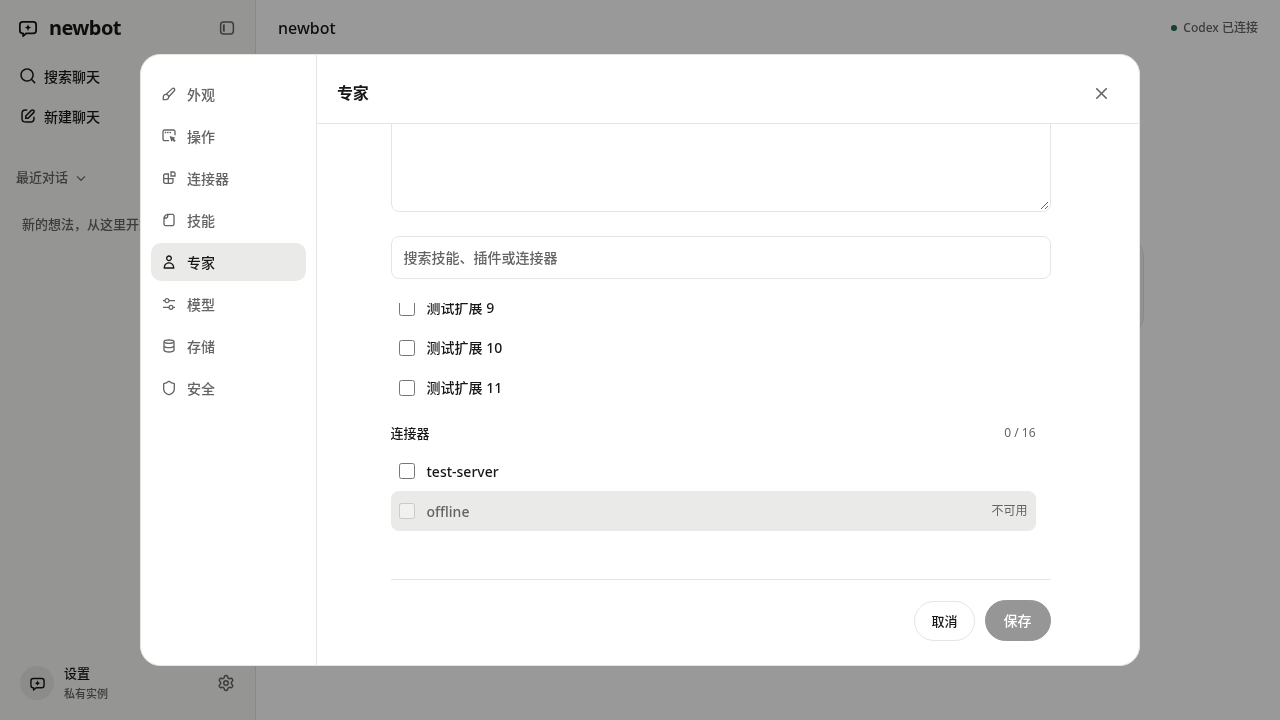 newbot
搜索聊天
新建聊天
最近对话
新的想法，从这里开
设置
私有实例
newbot
Codex 已连接
外观
操作
连接器
技能
专家
模型
存储
安全
专家
搜索技能、插件或连接器
测试扩展 9
测试扩展 10
测试扩展 11
连接器
0 / 16
test-server
offline
不可用
取消
保存